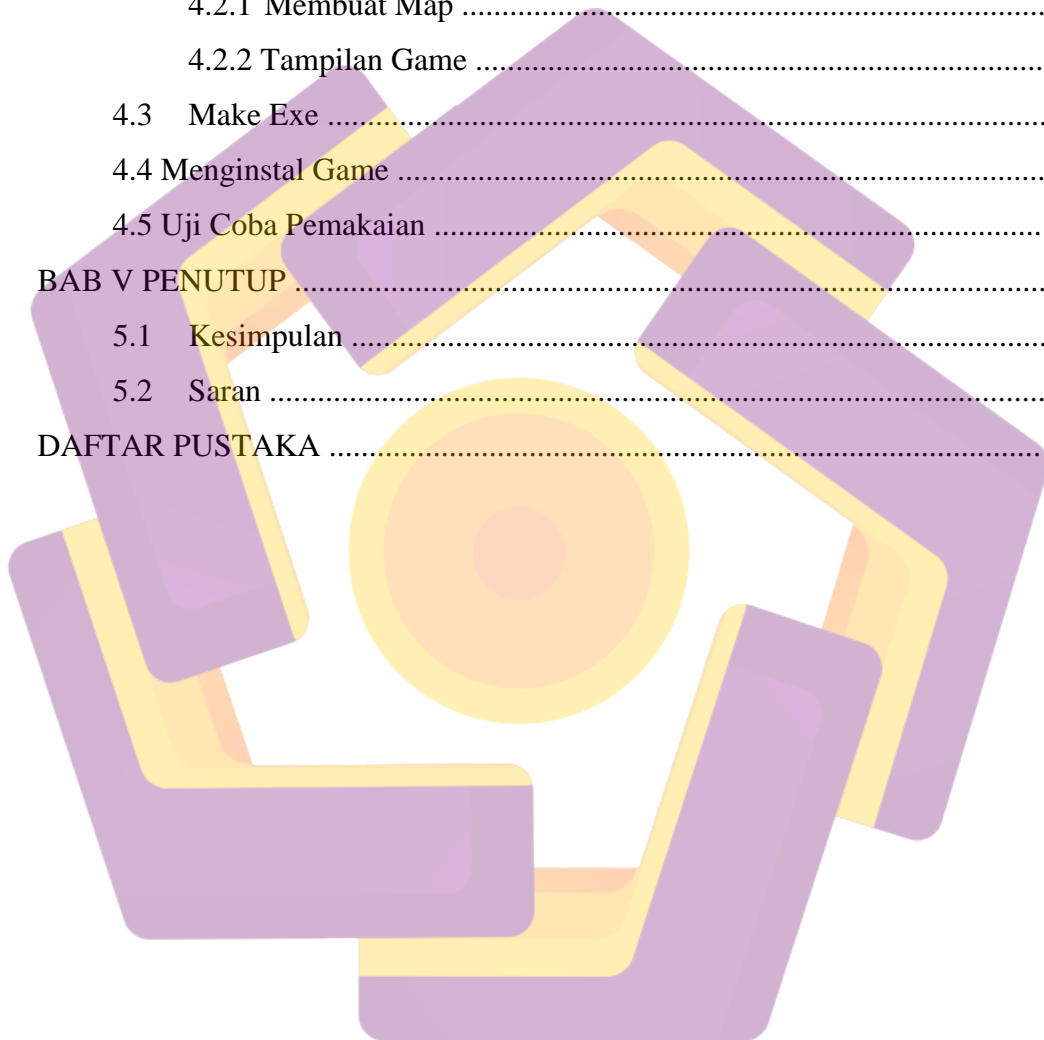 4.2.1 Membuat Map ..........................................................................
4.2.2 Tampilan Game ........................................................................
4.3 Make Exe ..........................................................................................
4.4 Menginstal Game .................................................................................
4.5 Uji Coba Pemakaian ............................................................................
BAB V PENUTUP ...............................................................................................
5.1 Kesimpulan .......................................................................................
5.2 Saran .................................................................................................
DAFTAR PUSTAKA ..........................................................................................